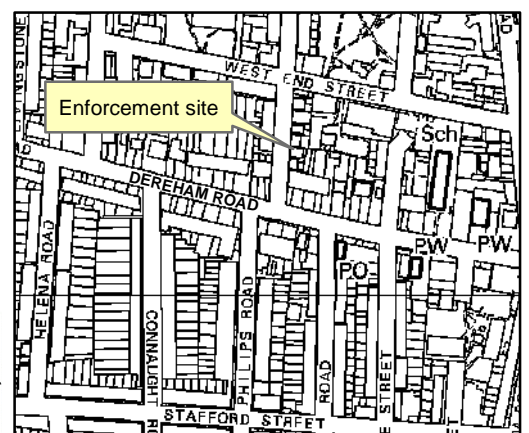 WEST END STREET
Enforcement site
Sch
DEREHAM ROAD
PW
PW
PO
HELENA ROAD
CONNAUGHT
PHILIPS ROAD
ROAD
STREET
STAFFORD STREET